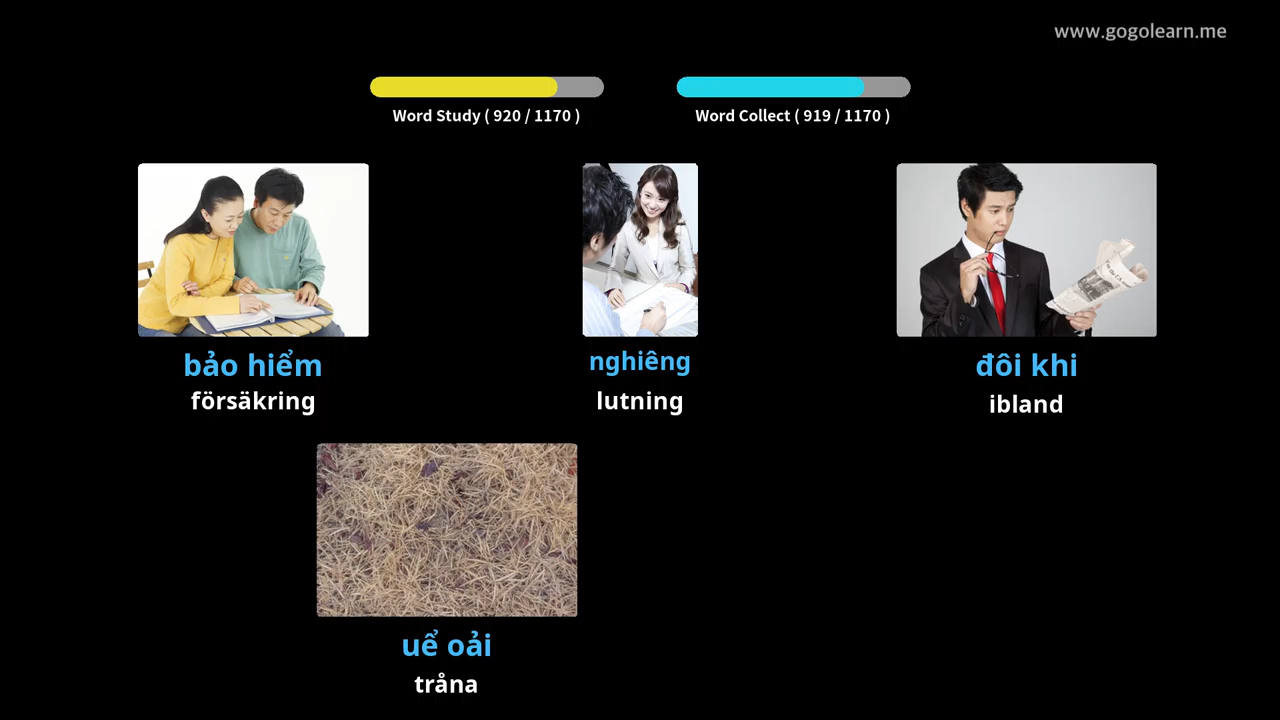 www.gogolearn.me
Word Study ( 920 / 1170 )
Word Collect ( 919 / 1170 )
bảo hiểm
försäkring
nghiêng
lutning
đôi khi
ibland
uể oải
tråna